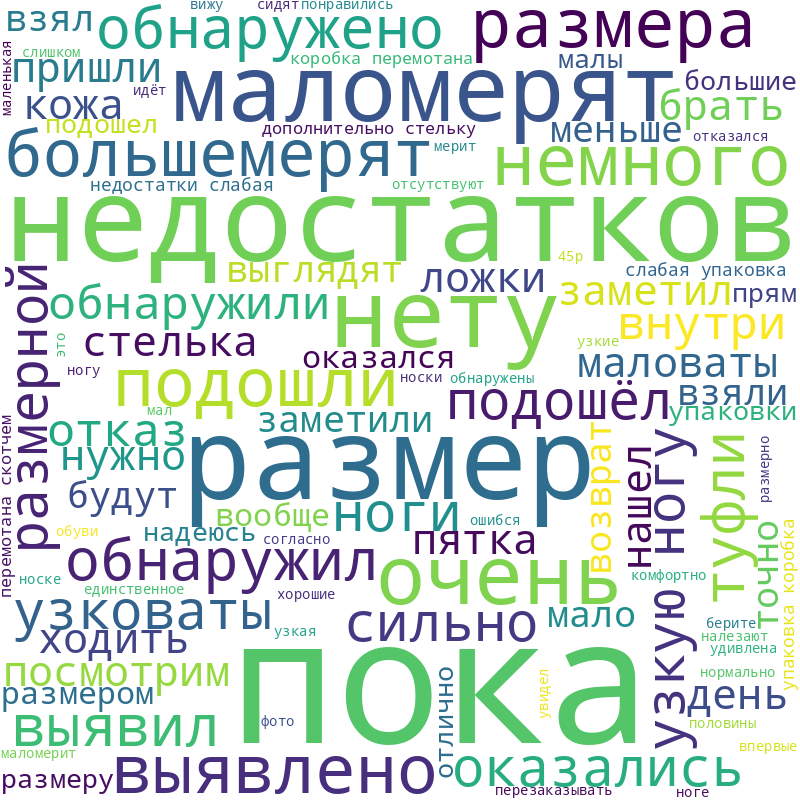 вижу
сидят
понравились
взял
обнаружено
размера
маленькая
слишком
коробка перемотана
малы
пришли
идёт
маломерят
большие
кожа
брать
подошел
дополнительно стельку
меньше
отказался
большемерят
мерит
немного
недостатки слабая
отсутствуют
недостатков
45р
выглядят
ложки
слабая упаковка
размерной
обнаружили
нету
заметил
прям
внутри
это
стелька
узкие
ногу
оказался
маловаты
подошли
носки
обнаружены
взяли
подошёл
упаковки
мал
заметили
отказ
размер
возврат
нашел
узкую ногу
туфли
размерно
нужно
будут
вообще
ноги
ошибся
точно
упаковка коробка
перемотана скотчем
обуви
надеюсь
согласно
пятка
обнаружил
очень
комфортно
носке
единственное
хорошие
узковаты
сильно
мало
берите
узкая
налезают
ходить
пока
удивлена
посмотрим
нормально
размером
отлично
увидел
день
выявил
фото
половины
маломерит
впервые
размеру
выявлено
оказались
перезаказывать
ноге